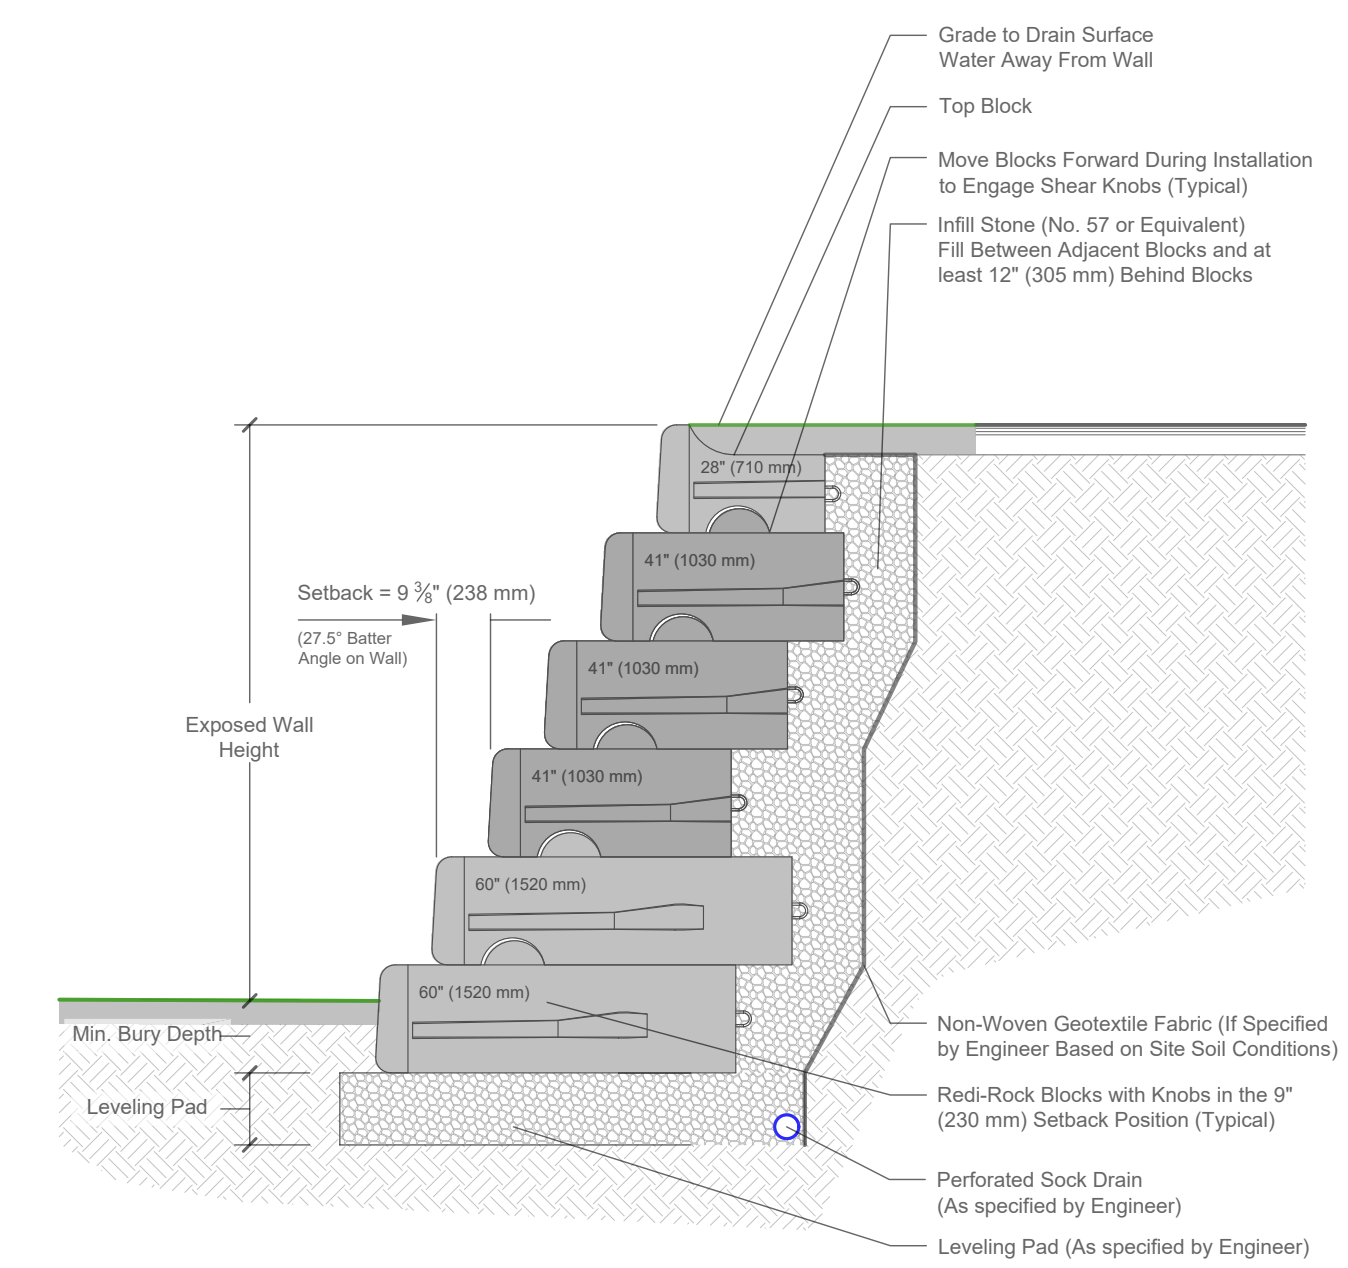 Grade to Drain Surface
Water Away From Wall
Top Block
Move Blocks Forward During Installation
to Engage Shear Knobs (Typical)
Infill Stone (No. 57 or Equivalent)
Fill Between Adjacent Blocks and at
least 12" (305 mm) Behind Blocks
28" (710 mm)
41" (1030 mm)
Setback = 9 3⁄8" (238 mm)
(27.5° Batter
Angle on Wall)
41" (1030 mm)
Exposed Wall
Height
41" (1030 mm)
60" (1520 mm)
60" (1520 mm)
Min. Bury Depth
Leveling Pad
Non-Woven Geotextile Fabric (If Specified
by Engineer Based on Site Soil Conditions)
Redi-Rock Blocks with Knobs in the 9"
(230 mm) Setback Position (Typical)
Perforated Sock Drain
(As specified by Engineer)
Leveling Pad (As specified by Engineer)